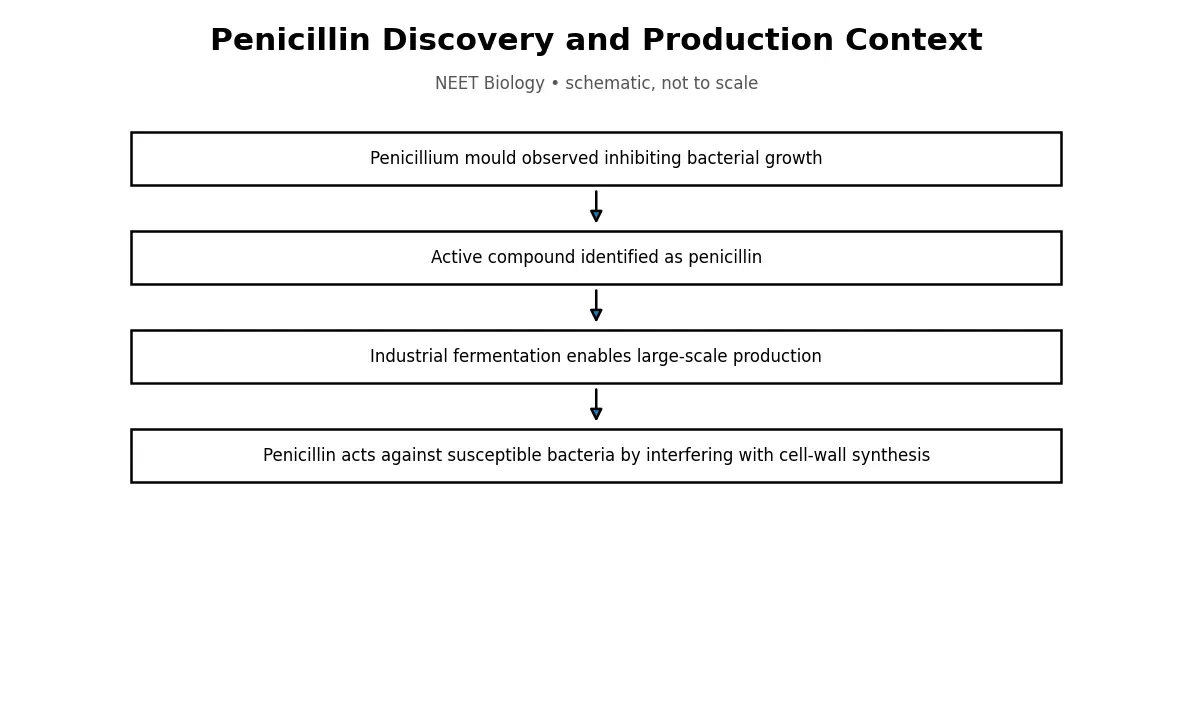 Penicillin Discovery and Production Context
NEET Biology • schematic, not to scale
Penicillium mould observed inhibiting bacterial growth
Active compound identified as penicillin
Industrial fermentation enables large-scale production
Penicillin acts against susceptible bacteria by interfering with cell-wall synthesis